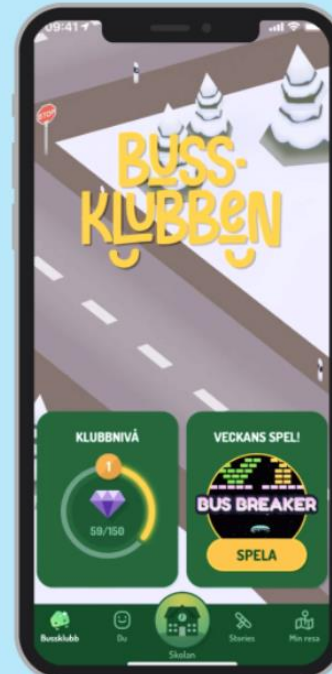 09:41
STOP
BUSS-
KLUBBEN
KLUBBNIVÅ
1
59/150
VECKANS SPEL!
BUS BREAKER
SPELA
Bussklubb
Du
Skolan
Stories
Min resa